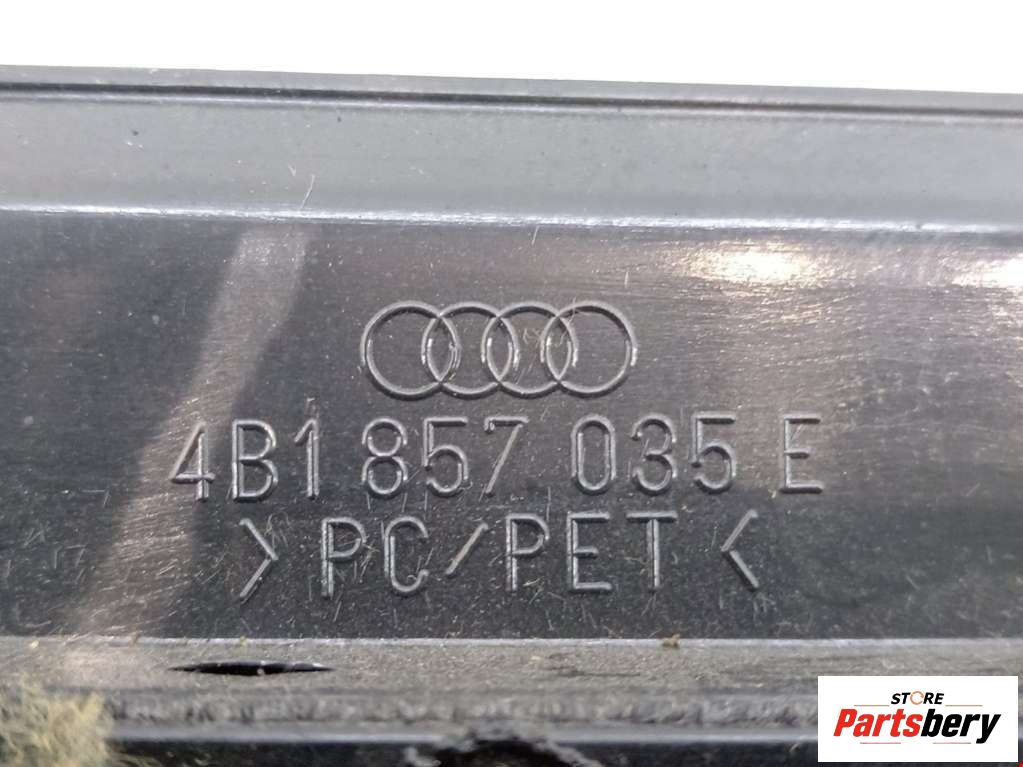 4B1 857 035 E
>PC/PET<
STORE
Partsbery